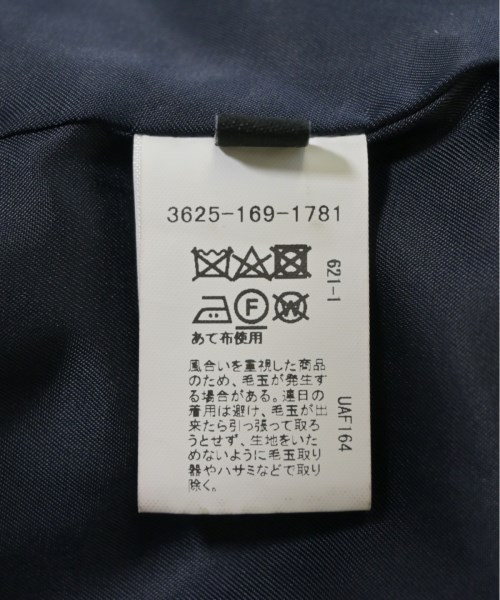 3625-169-1781
F W
あて布使用
風合いを重視した商品
のため、毛玉が発生す
る場合がある。連日の
着用は避け、毛玉が出
来たら引っ張って取ろ
うとせず、生地をいた
めないように毛玉取り
器やハサミなどで取り
除く。
621-1
UAF164